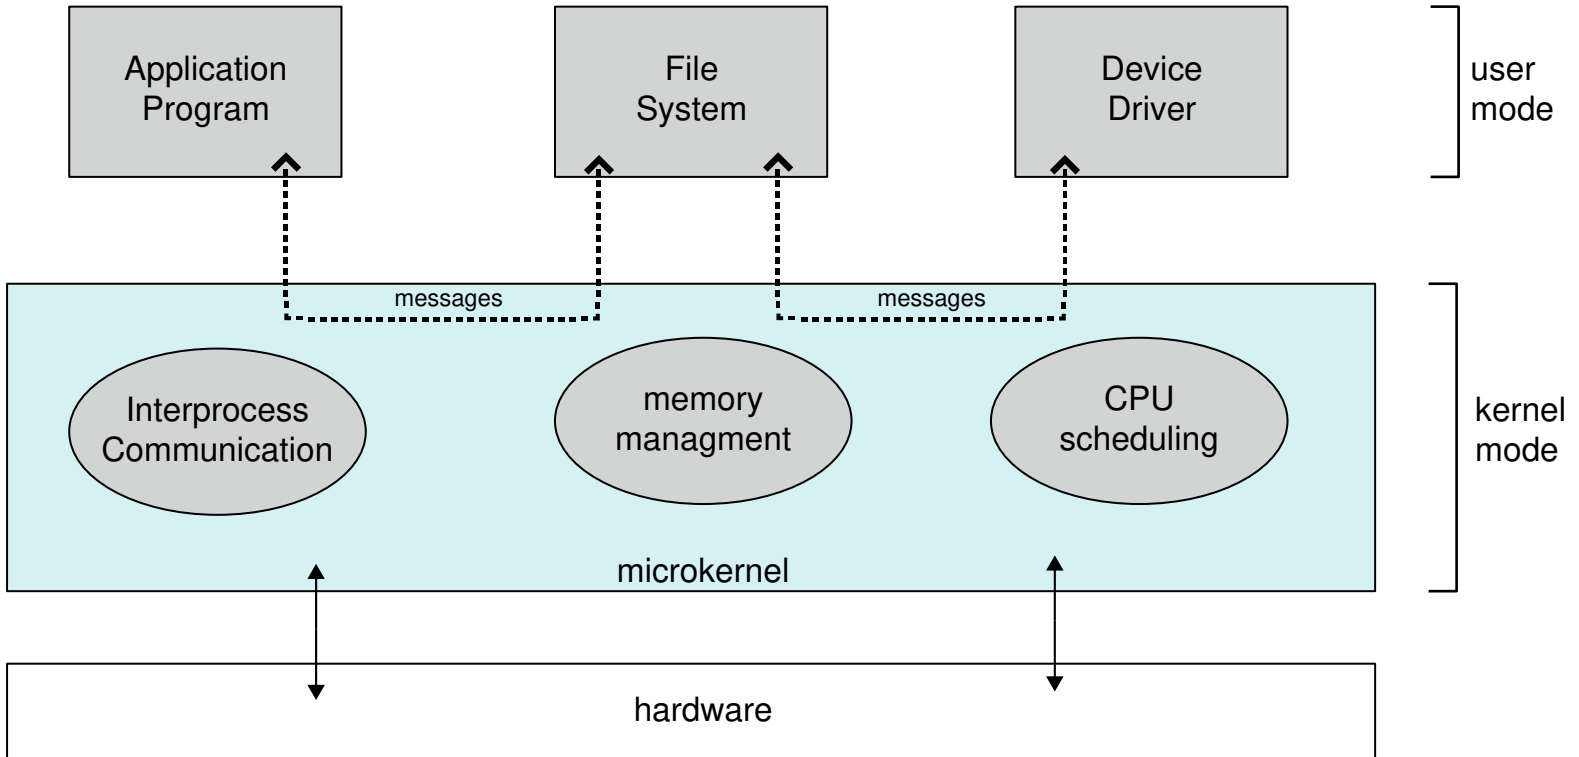 Application
Program
File
System
Device
Driver
user
mode
messages
messages
Interprocess
Communication
memory
managment
CPU
scheduling
kernel
mode
microkernel
hardware